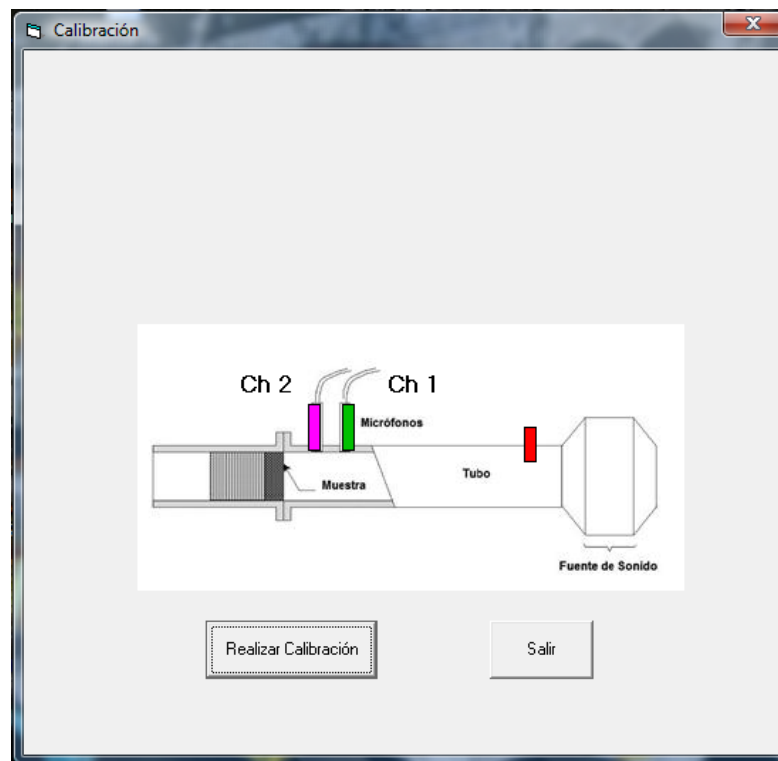 Calibración
Ch 2
Ch 1
Micrófonos
Muestra
Tubo
Fuente de Sonido
Realizar Calibración
Salir